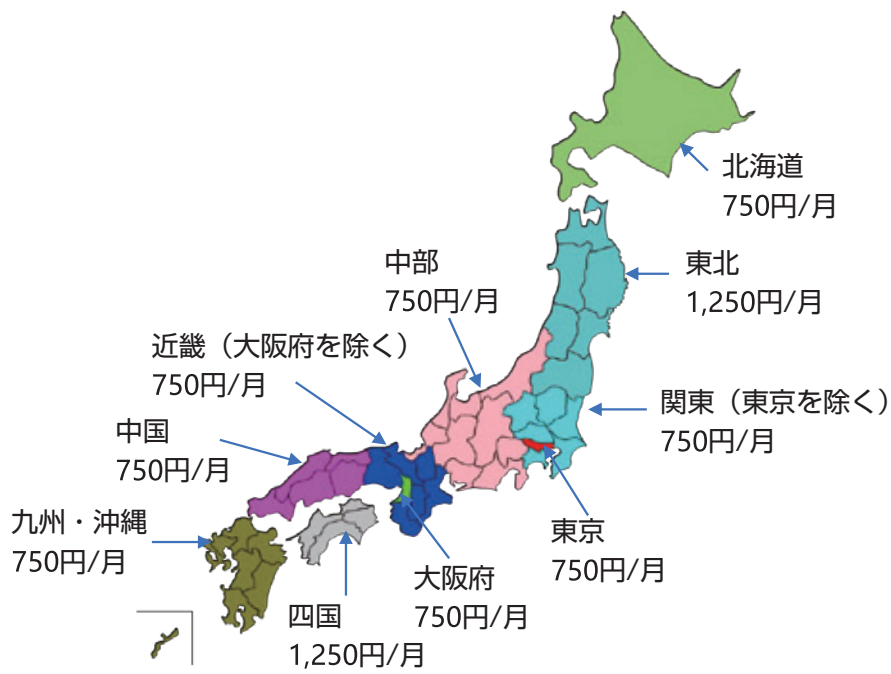 北海道
750円/月
東北
1,250円/月
中部
750円/月
近畿（大阪府を除く）
750円/月
関東（東京を除く）
750円/月
中国
750円/月
九州・沖縄
750円/月
東京
750円/月
大阪府
750円/月
四国
1,250円/月